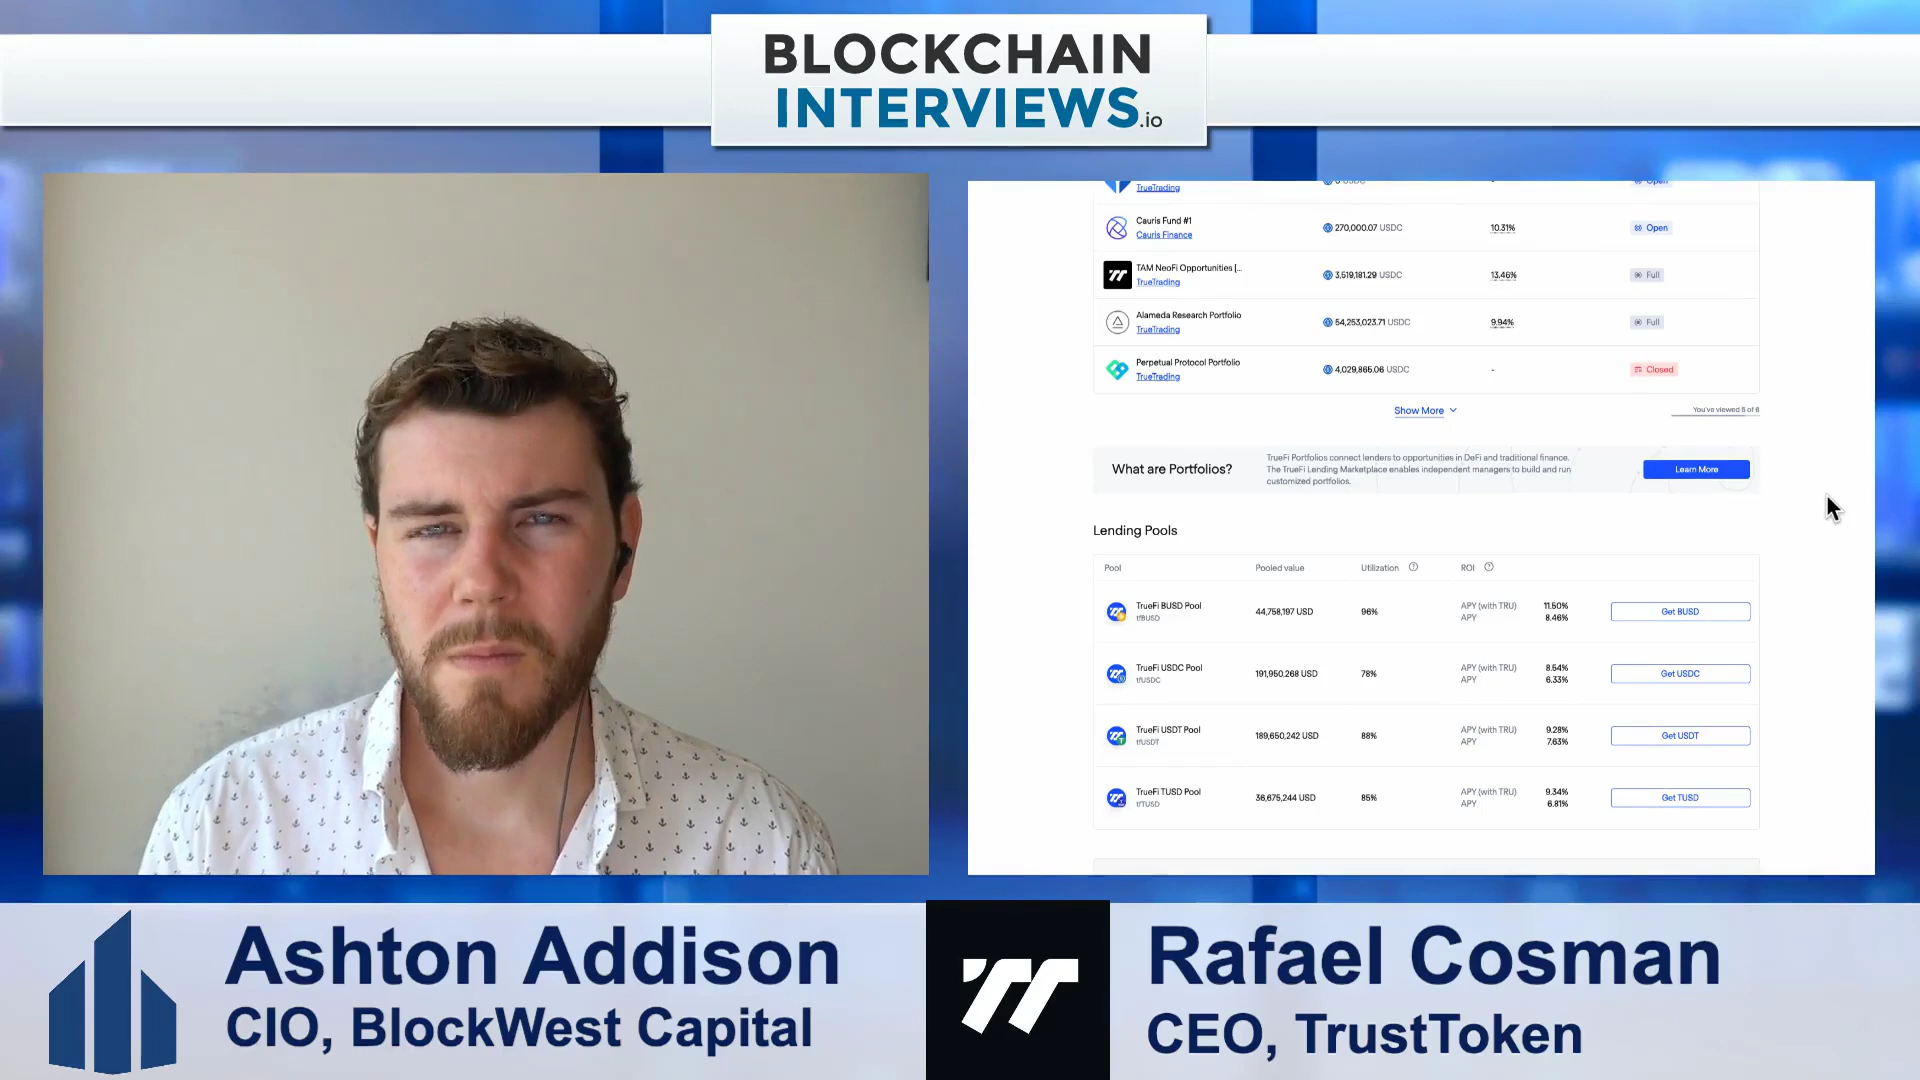 BLOCKCHAIN
INTERVIEWS.io
TrueTrading
USDC
-
Open
Cauris Fund #1
Cauris Finance
270,000.07 USDC
10.31%
Open
TAM NeoFi Opportunities [...
TrueTrading
3,519,181.29 USDC
13.46%
Full
Alameda Research Portfolio
TrueTrading
54,253,023.71 USDC
9.94%
Full
Perpetual Protocol Portfolio
TrueTrading
4,029,865.06 USDC
-
Closed
Show More
You've viewed 5 of 6
What are Portfolios?
TrueFi Portfolios connect lenders to opportunities in DeFi and traditional finance.
The TrueFi Lending Marketplace enables independent managers to build and run
customized portfolios.
Learn More
Lending Pools
Pool Pooled value Utilization ROI
TrueFi BUSD Pool
tfBUSD
44,758,197 USD
96%
APY (with TRU) 11.50%
APY 8.46%
Get BUSD
TrueFi USDC Pool
tfUSDC
191,950,268 USD
78%
APY (with TRU) 8.54%
APY 6.33%
Get USDC
TrueFi USDT Pool
tfUSDT
189,650,242 USD
88%
APY (with TRU) 9.28%
APY 7.63%
Get USDT
TrueFi TUSD Pool
tfTUSD
36,675,244 USD
85%
APY (with TRU) 9.34%
APY 6.81%
Get TUSD
Ashton Addison
CIO, BlockWest Capital
Rafael Cosman
CEO, TrustToken